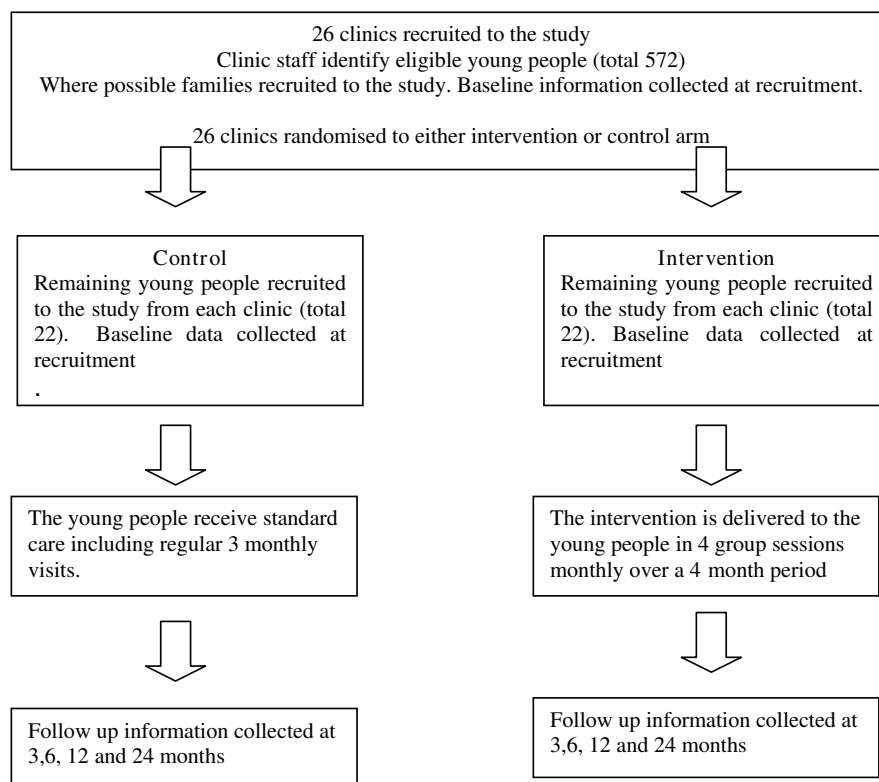 26 clinics recruited to the study
Clinic staff identify eligible young people (total 572)
Where possible families recruited to the study. Baseline information collected at recruitment.
26 clinics randomised to either intervention or control arm
Control
Remaining young people recruited
to the study from each clinic (total
22). Baseline data collected at
recruitment
.
Intervention
Remaining young people recruited
to the study from each clinic (total
22). Baseline data collected at
recruitment
The young people receive standard
care including regular 3 monthly
visits.
The intervention is delivered to the
young people in 4 group sessions
monthly over a 4 month period
Follow up information collected at
3,6, 12 and 24 months
Follow up information collected at
3,6, 12 and 24 months